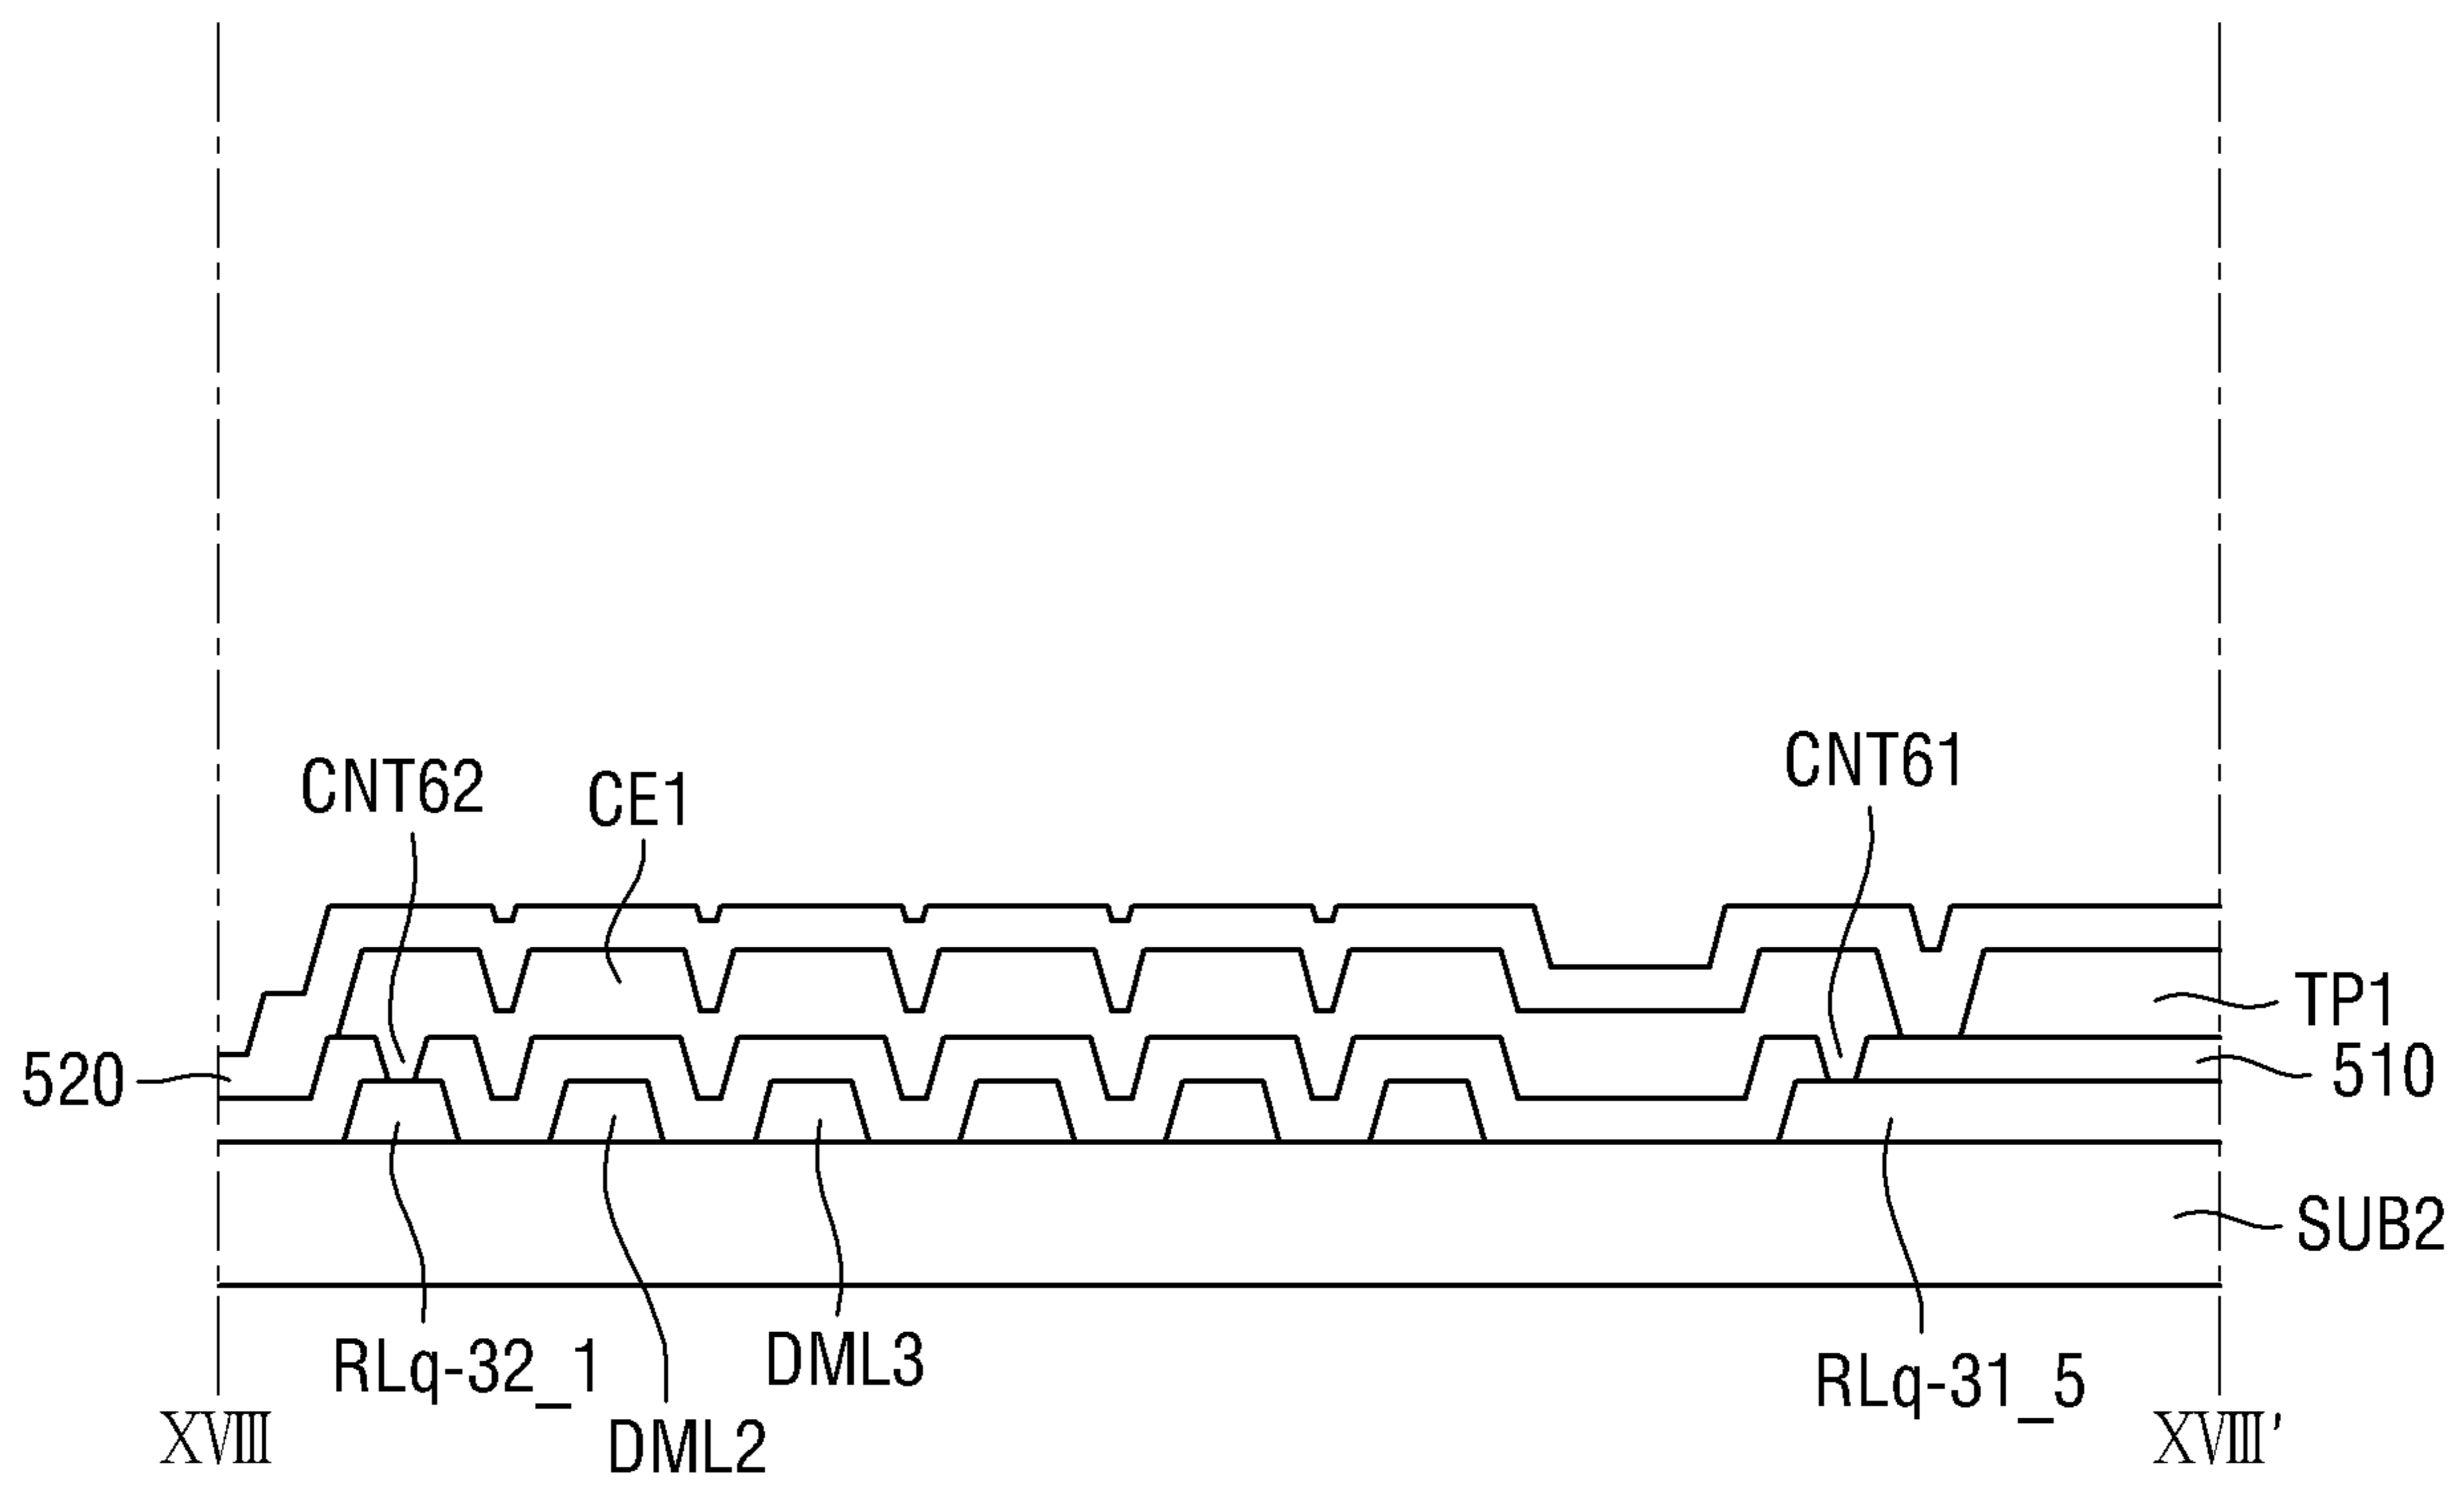 CNT61
CNT62
CE1
TP1
510
520
SUB2
RLq-32_1
DML3
RLq-31_5
DML2
XVIII
XVIII'